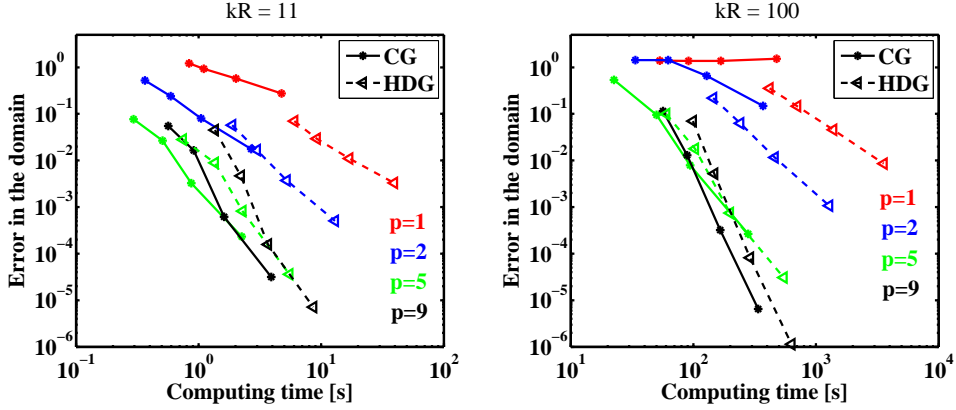 kR = 11
Error in the domain
10^0
10^-1
10^-2
10^-3
10^-4
10^-5
10^-6
CG
HDG
p=1
p=2
p=5
p=9
10^-1
10^0
10^1
10^2
Computing time [s]
kR = 100
Error in the domain
10^0
10^-1
10^-2
10^-3
10^-4
10^-5
10^-6
CG
HDG
p=1
p=2
p=5
p=9
10^1
10^2
10^3
10^4
Computing time [s]